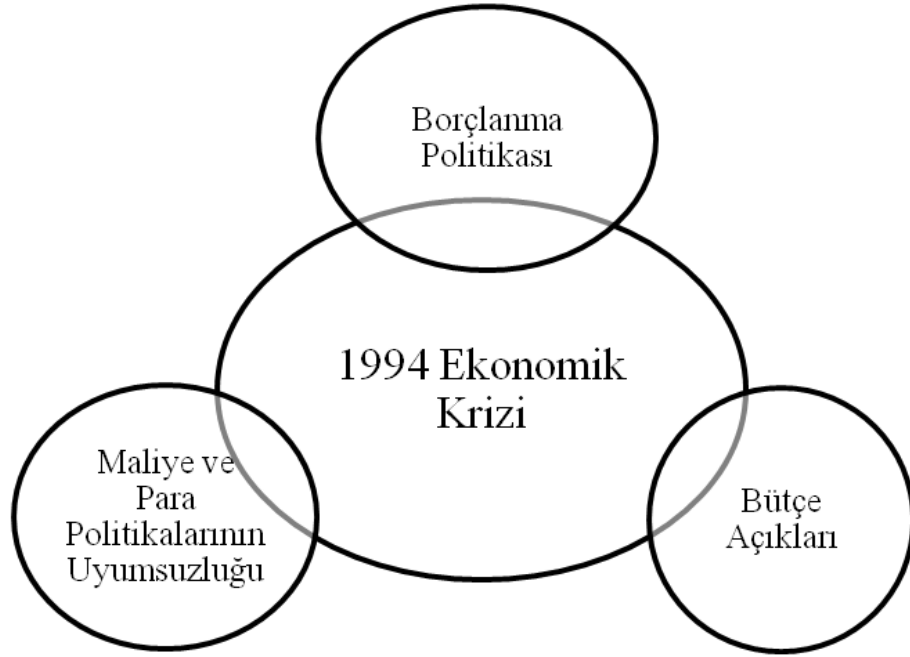 Borçlanma
Politikası
1994 Ekonomik
Krizi
Maliye ve
Para
Politikalarının
Uyumsuzluğu
Bütçe
Açıkları